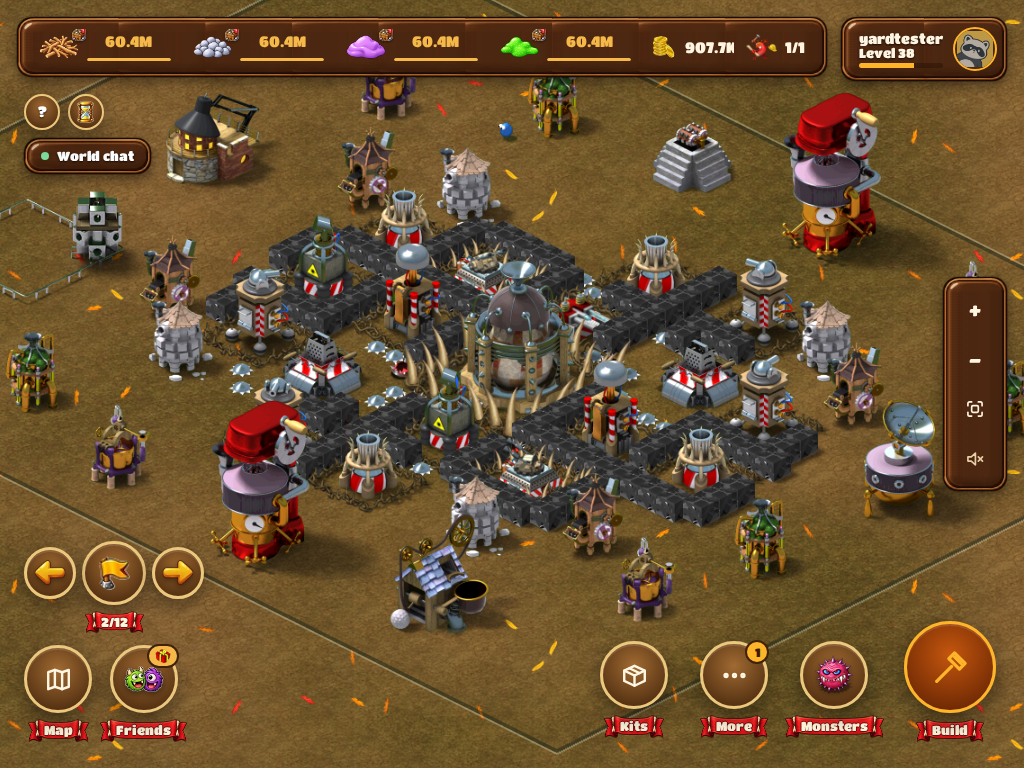 60.4M 60.4M 60.4M 60.4M 907.7K 1/1
yardtester
Level 38
?
World chat
2/12
1
Map
Friends
Kits
More
Monsters
Build